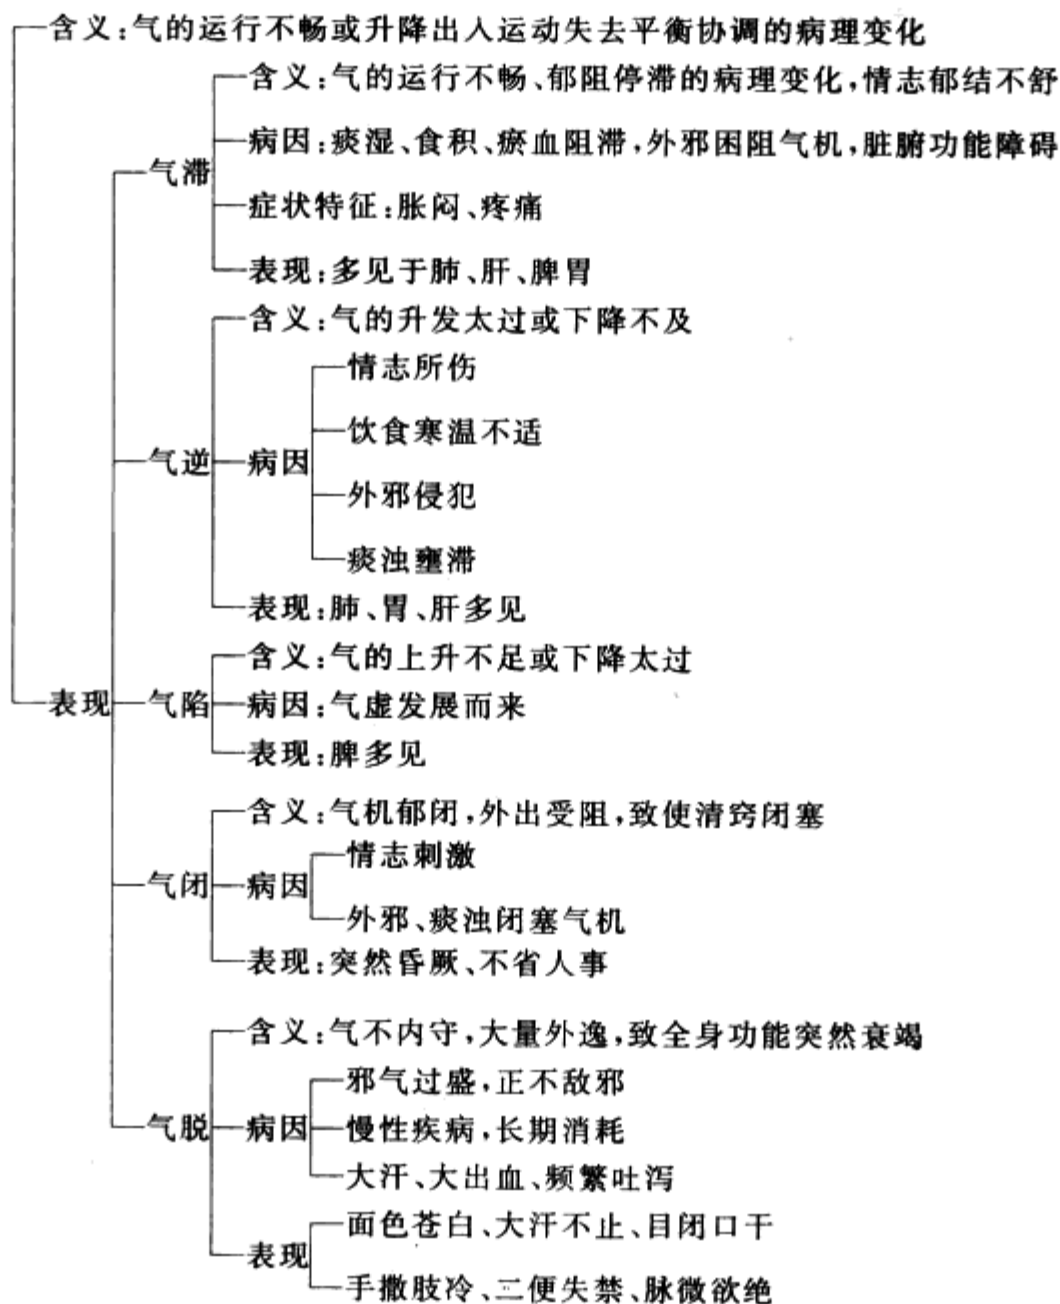 含义:气的运行不畅或升降出人运动失去平衡协调的病理变化
含义:气的运行不畅、郁阻停滞的病理变化,情志郁结不舒
病因:痰湿、食积、瘀血阻滞,外邪困阻气机,脏腑功能障碍
气滞
症状特征:胀闷、疼痛
表现:多见于肺、肝、脾胃
含义:气的升发太过或下降不及
情志所伤
饮食寒温不适
气逆 病因
外邪侵犯
痰浊壅滞
表现:肺、胃、肝多见
含义:气的上升不足或下降太过
表现 气陷 病因:气虚发展而来
表现:脾多见
含义:气机郁闭,外出受阻,致使清窍闭塞
情志刺激
气闭 病因
外邪、痰浊闭塞气机
表现:突然昏厥、不省人事
含义:气不内守,大量外逸,致全身功能突然衰竭
邪气过盛,正不敌邪
气脱 病因 慢性疾病,长期消耗
大汗、大出血、频繁吐泻
面色苍白、大汗不止、目闭口干
表现
手撒肢冷、二便失禁、脉微欲绝